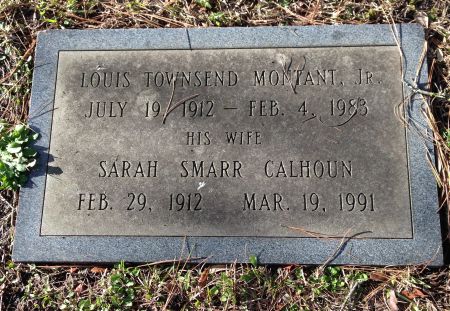 LOUIS TOWNSEND MONTANT, JR.
JULY 19, 1912 – FEB. 4, 1983
HIS WIFE
SARAH SMARR CALHOUN
FEB. 29, 1912 MAR. 19, 1991